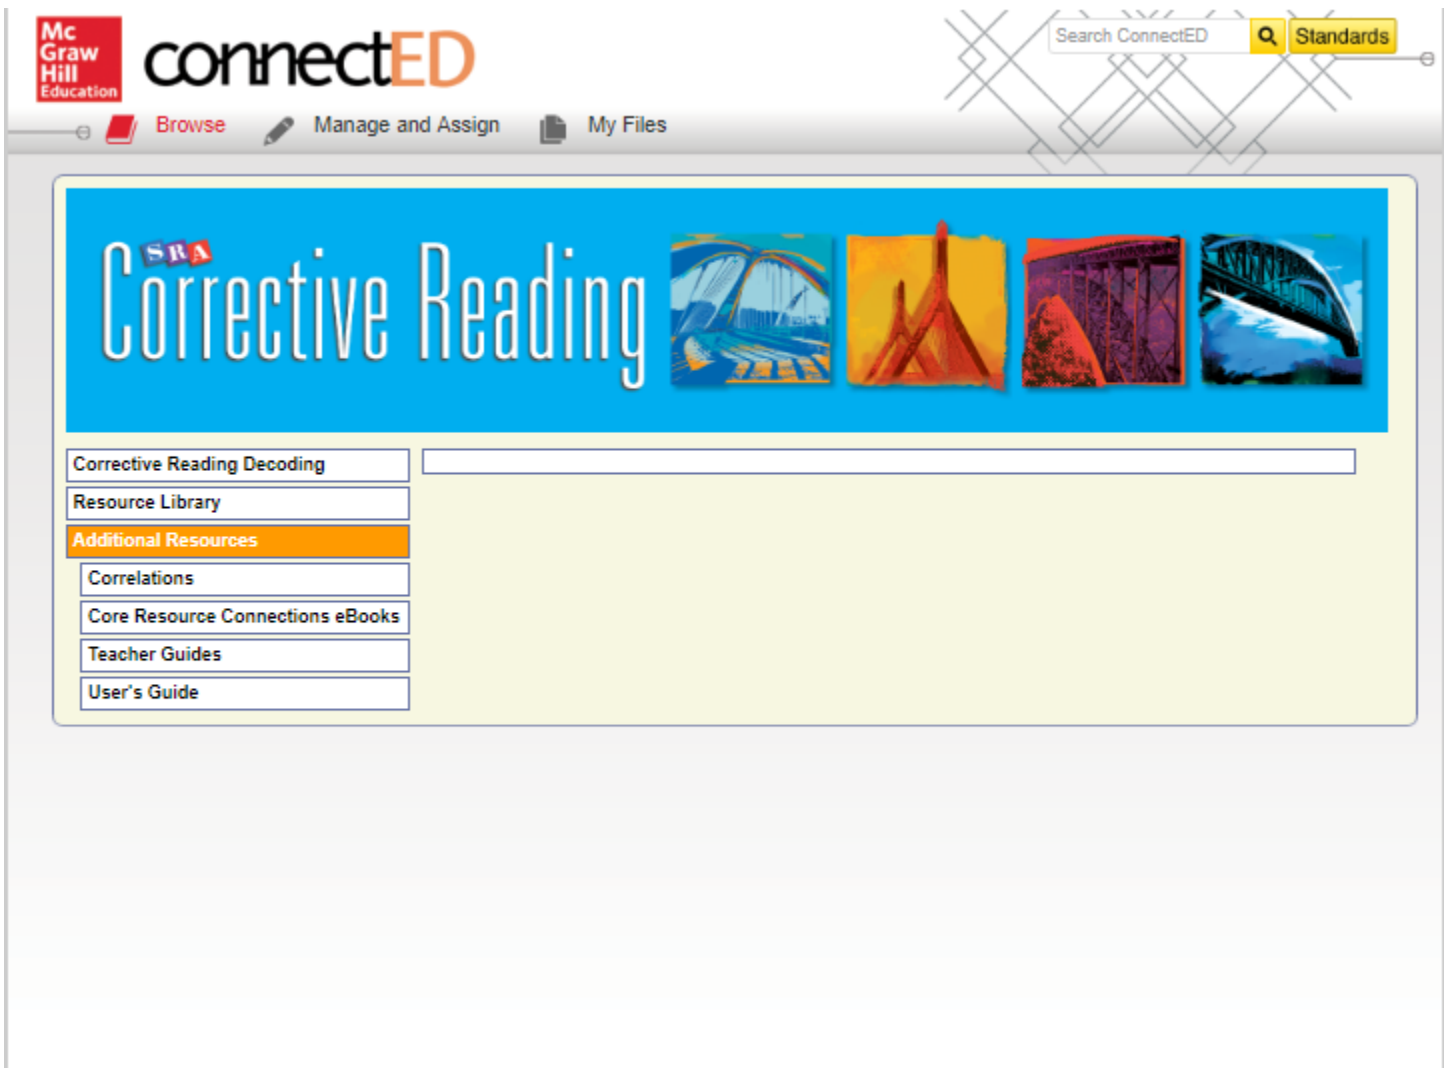 Mc
Graw
Hill
Education
connectED
Search ConnectED
Standards
Browse
Manage and Assign
My Files
SRA
Corrective Reading
Corrective Reading Decoding
Resource Library
Additional Resources
Correlations
Core Resource Connections eBooks
Teacher Guides
User's Guide